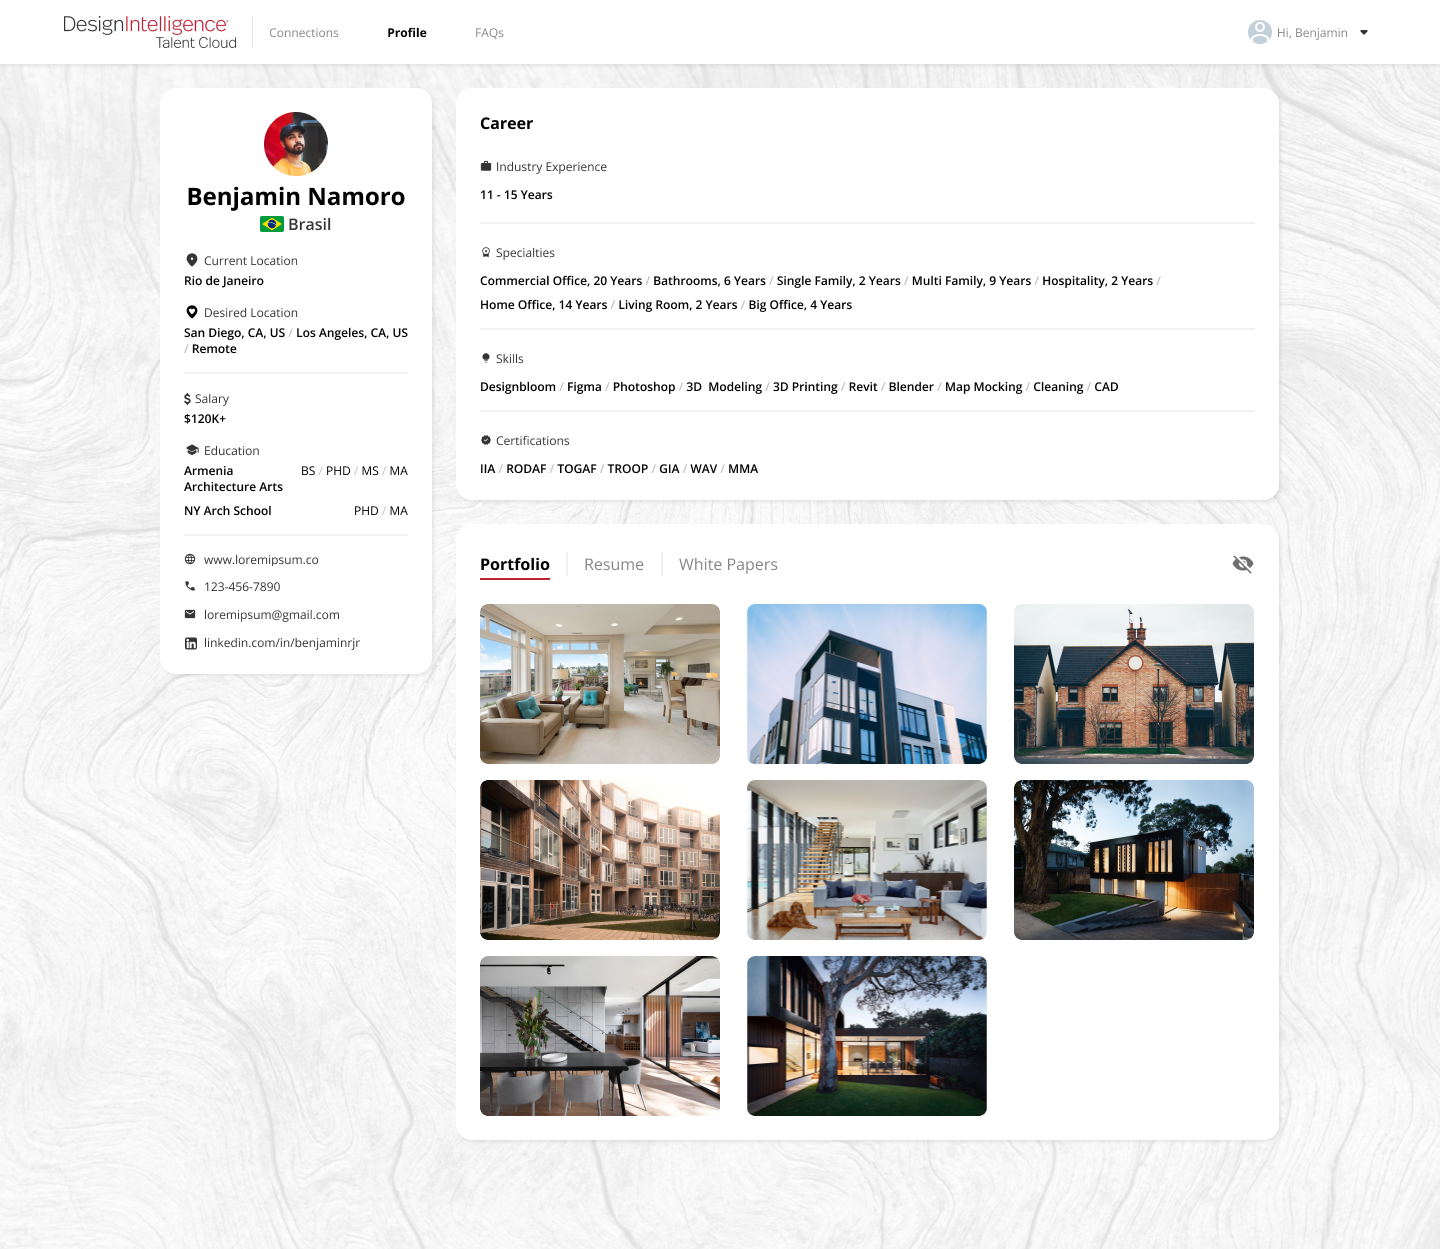 DesignIntelligence
Talent Cloud
Connections
Profile
FAQs
Hi, Benjamin
Benjamin Namoro
Brasil
Current Location
Rio de Janeiro
Desired Location
San Diego, CA, US / Los Angeles, CA, US
/ Remote
$ Salary
$120K+
Education
Armenia BS / PHD / MS / MA
Architecture Arts
NY Arch School PHD / MA
www.loremipsum.co
123-456-7890
loremipsum@gmail.com
linkedin.com/in/benjaminrjr
Career
Industry Experience
11 - 15 Years
Specialties
Commercial Office, 20 Years / Bathrooms, 6 Years / Single Family, 2 Years / Multi Family, 9 Years / Hospitality, 2 Years /
Home Office, 14 Years / Living Room, 2 Years / Big Office, 4 Years
Skills
Designbloom / Figma / Photoshop / 3D Modeling / 3D Printing / Revit / Blender / Map Mocking / Cleaning / CAD
Certifications
IIA / RODAF / TOGAF / TROOP / GIA / WAV / MMA
Portfolio
Resume
White Papers